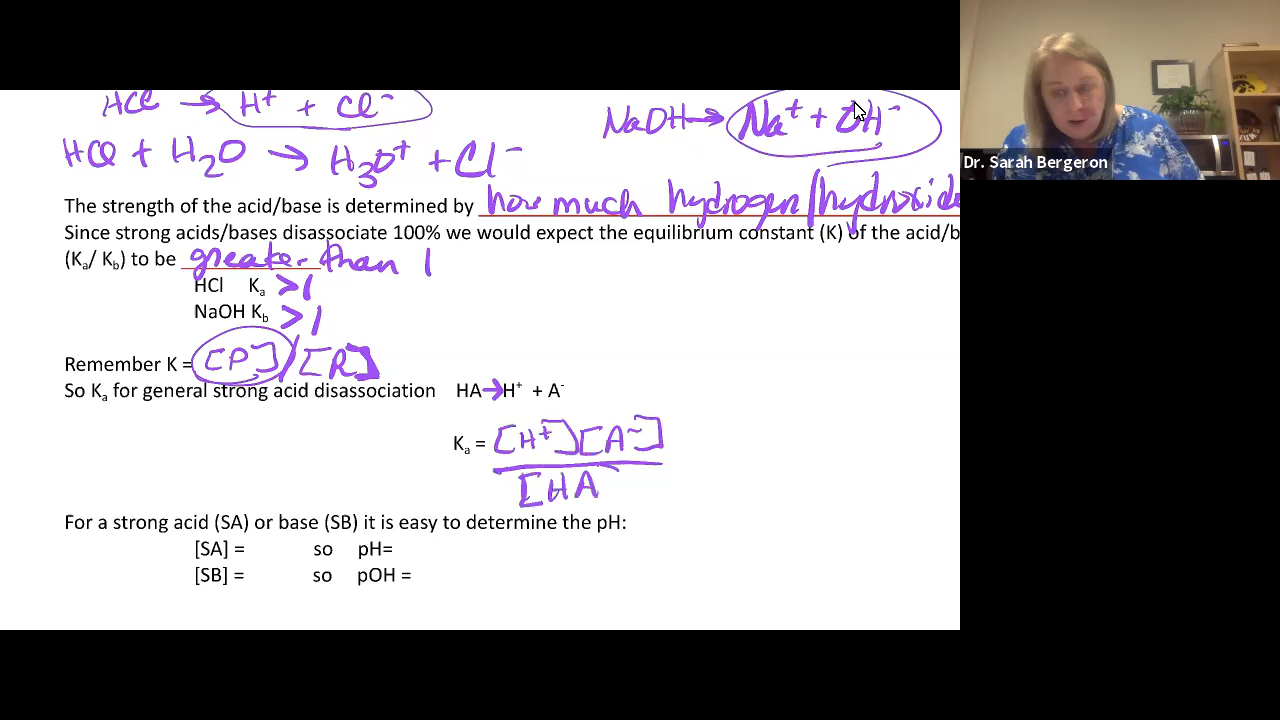 HCl → H⁺ + Cl⁻
NaOH → Na⁺ + OH⁻
HCl + H₂O → H₃O⁺ + Cl⁻
Dr. Sarah Bergeron
The strength of the acid/base is determined by how much hydrogen/hydroxide
Since strong acids/bases disassociate 100% we would expect the equilibrium constant (K) of the acid/b
(Kₐ/ K_b) to be greater than 1
HCl Kₐ >1
NaOH K_b >1
Remember K = [P]/[R]
So Kₐ for general strong acid disassociation HA→H⁺ + A⁻
Kₐ = [H⁺][A⁻]
[HA
For a strong acid (SA) or base (SB) it is easy to determine the pH:
[SA] = so pH=
[SB] = so pOH =